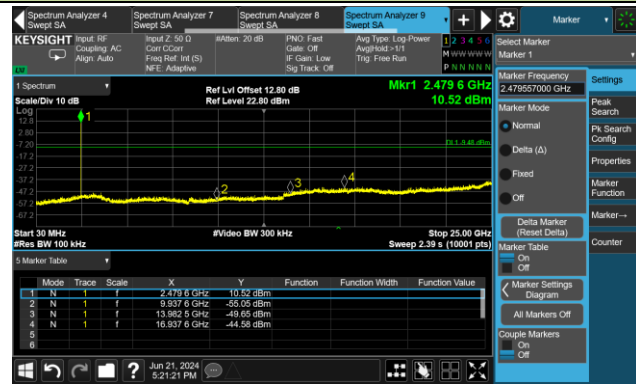 Spectrum Analyzer 4
Swept SA
Spectrum Analyzer 7
Swept SA
Spectrum Analyzer 8
Swept SA
Spectrum Analyzer 9
Swept SA
Marker
KEYSIGHT
Input: RF
Coupling: AC
Align: Auto
Input Z: 50 Ω
Corr CCorr
Freq Ref: Int (S)
NFE: Adaptive
#Atten: 20 dB
PNO: Fast
Gate: Off
IF Gain: Low
Sig Track: Off
Avg Type: Log-Power
Avg|Hold:>1/1
Trig: Free Run
1 2 3 4 5 6
M W W W W W
P N N N N N
Select Marker
Marker 1
1 Spectrum
Scale/Div 10 dB
Ref Lvl Offset 12.80 dB
Ref Level 22.80 dBm
Mkr1 2.479 6 GHz
10.52 dBm
Log
12.8
2.80
-7.20
-17.2
-27.2
-37.2
-47.2
-57.2
-67.2
1
2
3
4
DL1 -9.48 dBm
Start 30 MHz
#Res BW 100 kHz
#Video BW 300 kHz
Stop 25.00 GHz
Sweep 2.39 s (10001 pts)
5 Marker Table
Mode Trace Scale X Y Function Function Width Function Value
1 N 1 f 2.479 6 GHz 10.52 dBm
2 N 1 f 9.937 6 GHz -55.05 dBm
3 N 1 f 13.982 5 GHz -49.65 dBm
4 N 1 f 16.937 6 GHz -44.58 dBm
5
6
Marker Frequency
2.479557000 GHz
Marker Mode
Normal
Delta (Δ)
Fixed
Off
Delta Marker
(Reset Delta)
Marker Table
On
Off
Marker Settings
Diagram
All Markers Off
Couple Markers
On
Off
Settings
Peak
Search
Pk Search
Config
Properties
Marker
Function
Marker→
Counter
Jun 21, 2024
5:21:21 PM